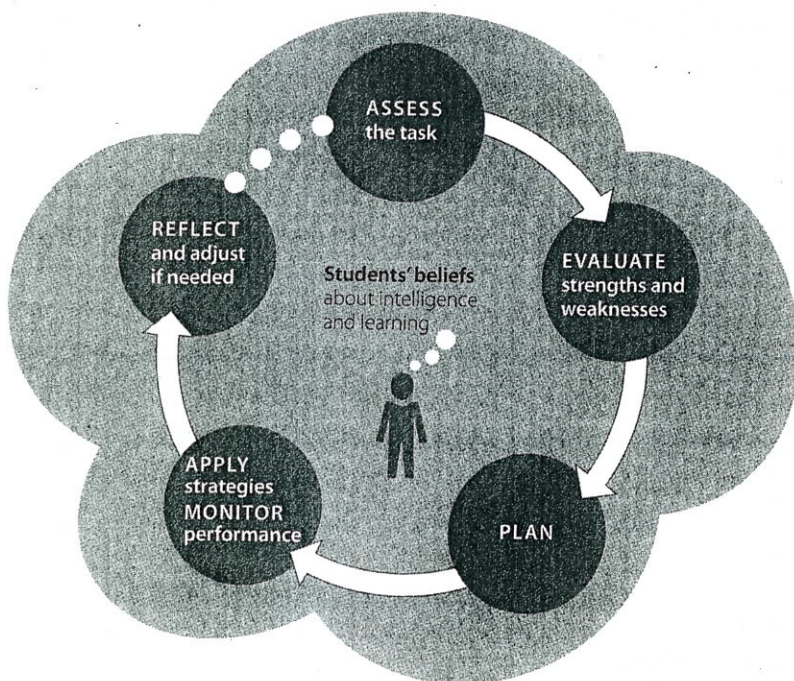 ASSESS
the task
EVALUATE
strengths and
weaknesses
PLAN
APPLY
strategies
MONITOR
performance
REFLECT
and adjust
if needed
Students' beliefs
about intelligence
and learning